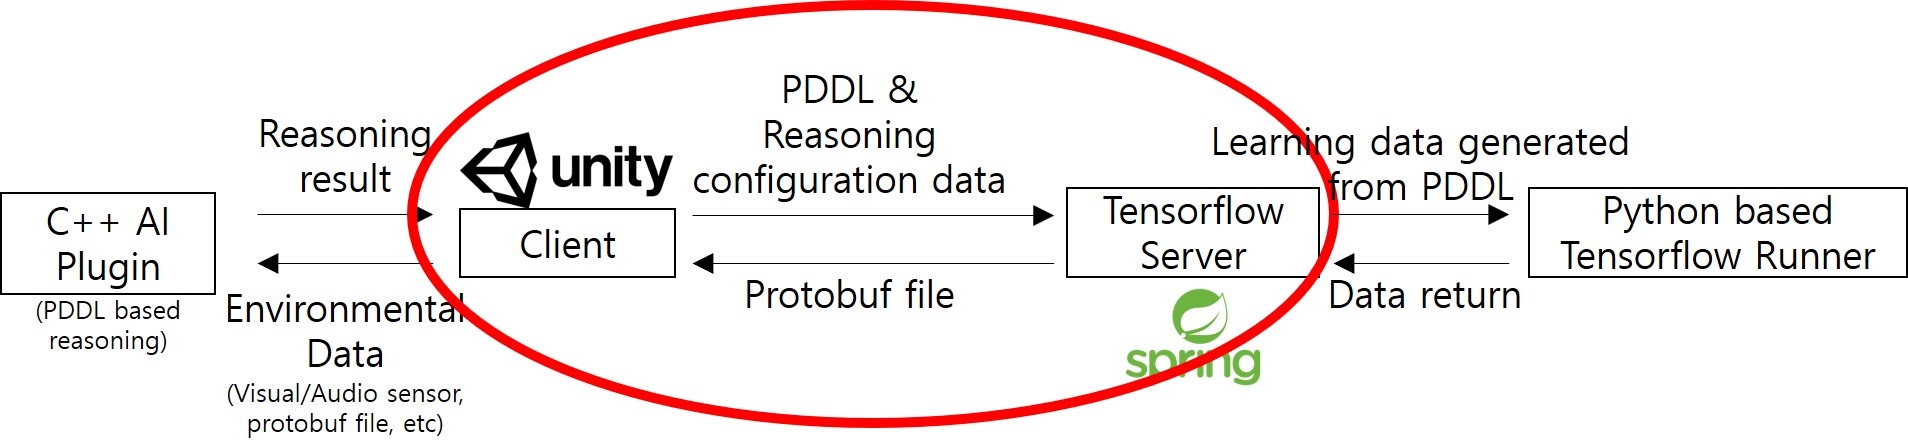 C++ AI
Plugin
(PDDL based
reasoning)
Reasoning
result
Environmental
Data
(Visual/Audio sensor,
protobuf file, etc)
unity
Client
PDDL &
Reasoning
configuration data
Protobuf file
Tensorflow
Server
spring
Learning data generated
from PDDL
Data return
Python based
Tensorflow Runner